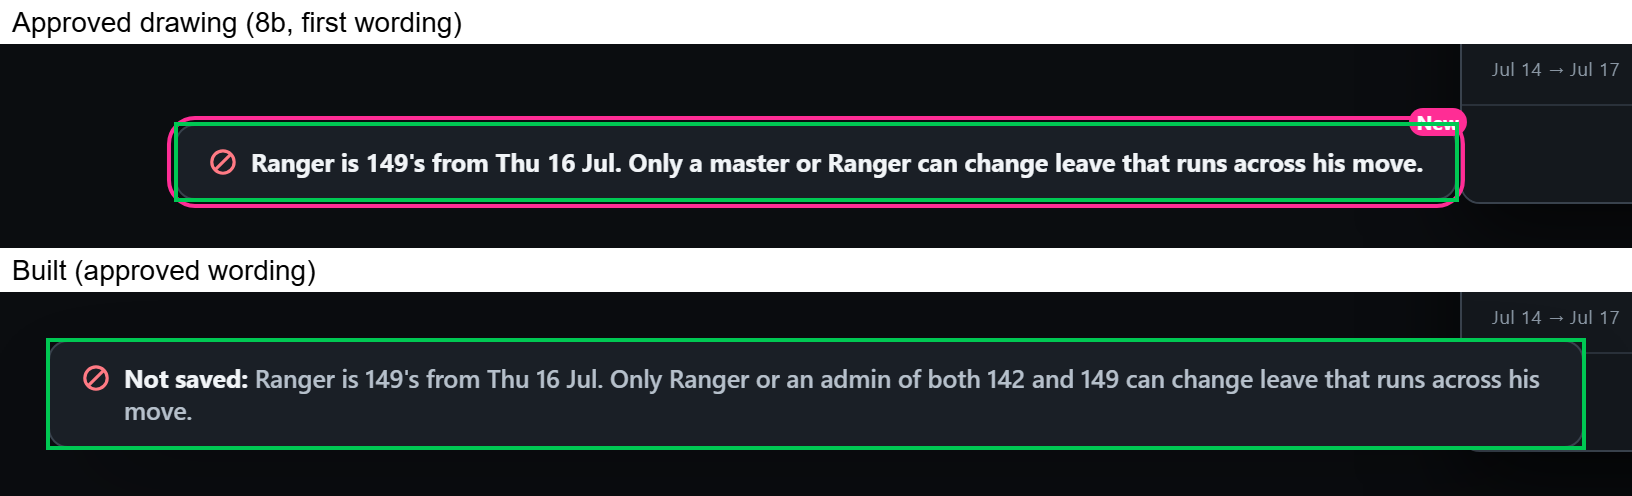 Approved drawing (8b, first wording)
Jul 14 → Jul 17
New
Ranger is 149's from Thu 16 Jul. Only a master or Ranger can change leave that runs across his move.
Built (approved wording)
Jul 14 → Jul 17
Not saved: Ranger is 149's from Thu 16 Jul. Only Ranger or an admin of both 142 and 149 can change leave that runs across his
move.